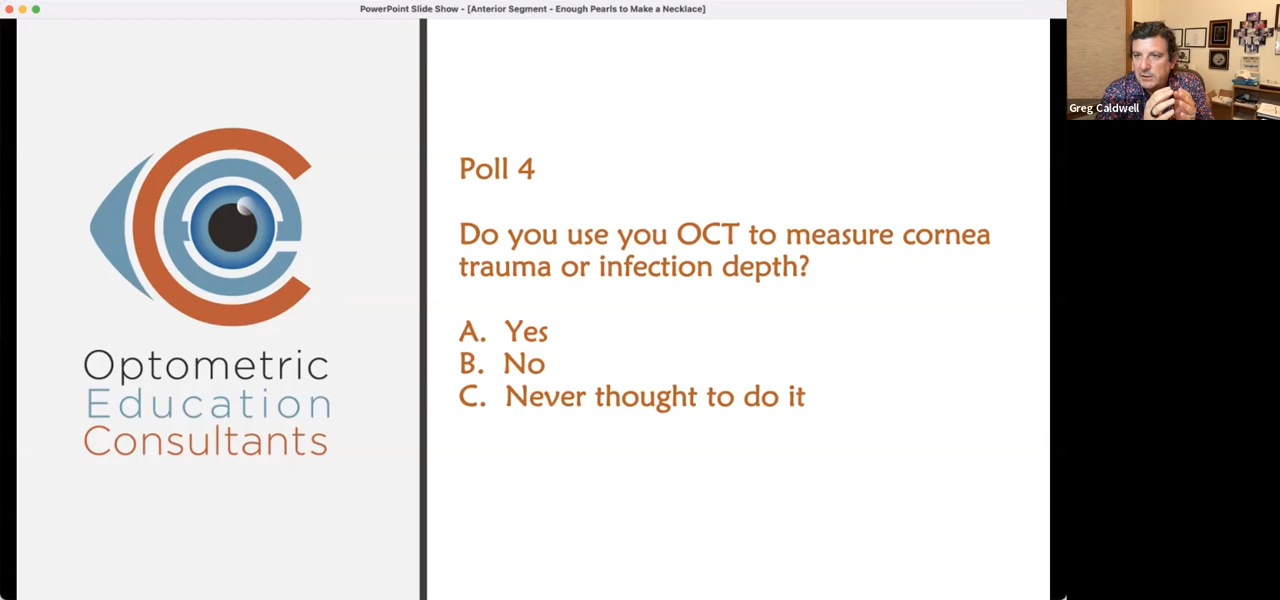 PowerPoint Slide Show - [Anterior Segment - Enough Pearls to Make a Necklace]
Greg Caldwell
Poll 4
Do you use you OCT to measure cornea
trauma or infection depth?
A. Yes
B. No
C. Never thought to do it
Optometric
Education
Consultants